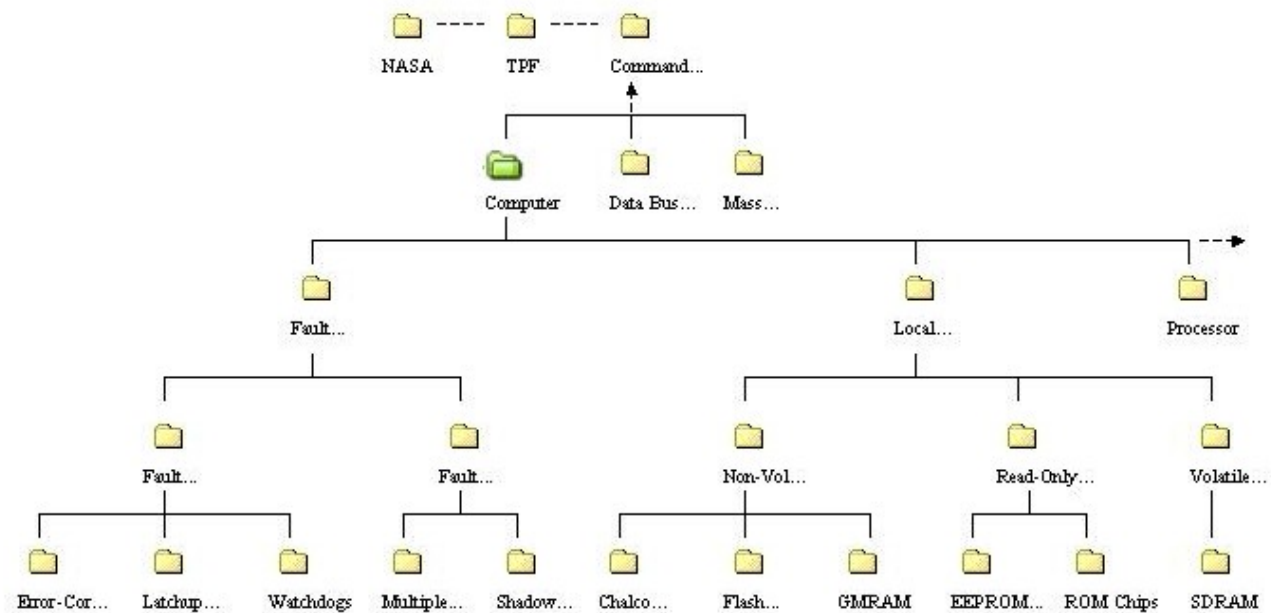 NASA
TPF
Command...
Computer
Data Bus...
Mass...
Fault...
Local...
Processor
Fault...
Fault...
Non-Vol...
Read-Only...
Volatile...
Error-Cor...
Latchup...
Watchdogs
Multiple...
Shadow...
Chalco...
Flash...
GMRAM
EEPROM...
ROM Chips
SDRAM